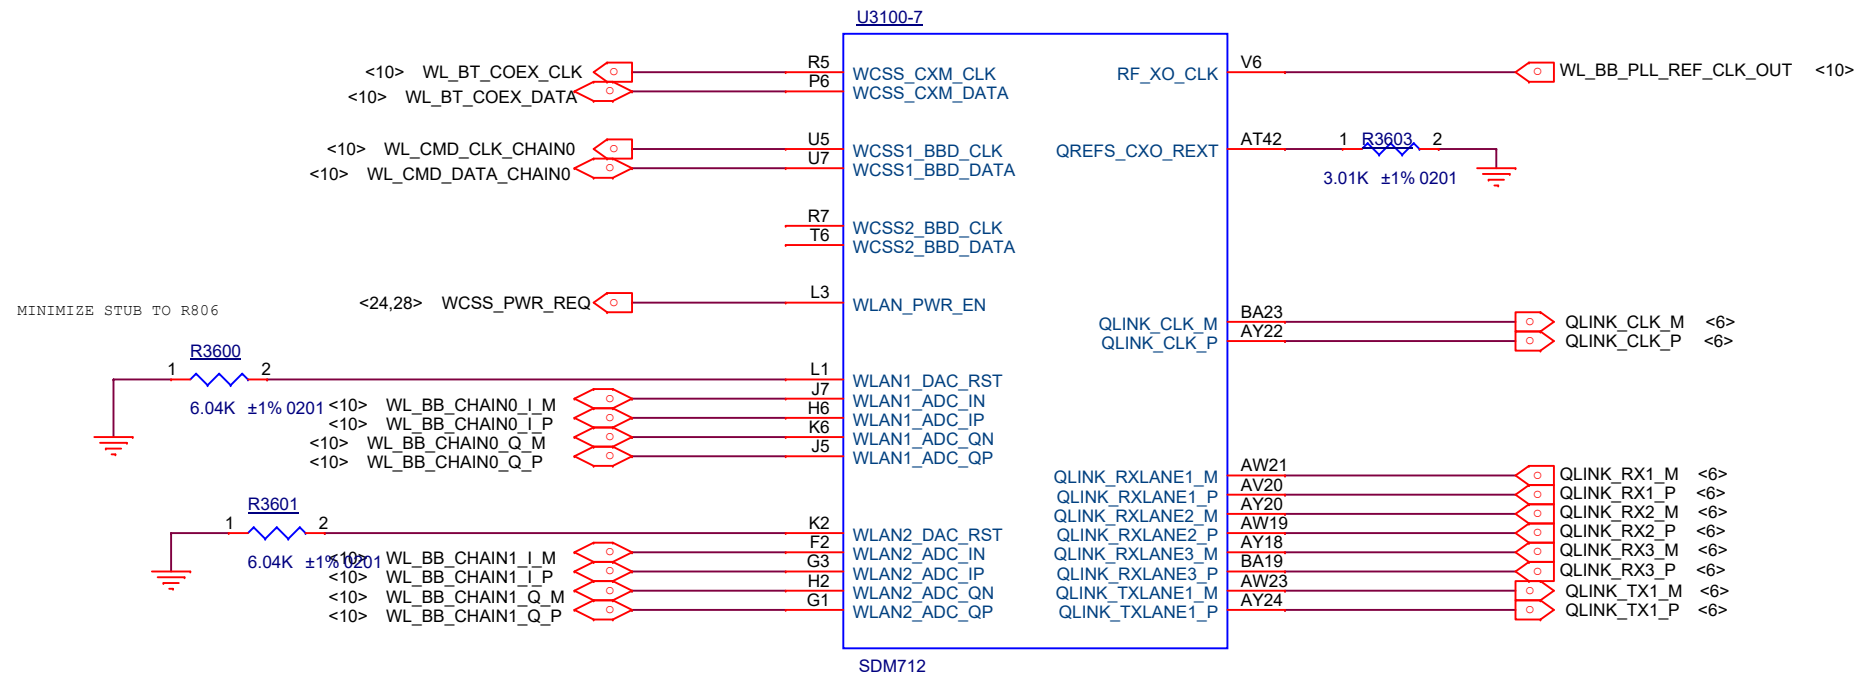 U3100-7
<10> WL_BT_COEX_CLK R5 WCSS_CXM_CLK
<10> WL_BT_COEX_DATA P6 WCSS_CXM_DATA
RF_XO_CLK V6 WL_BB_PLL_REF_CLK_OUT <10>
<10> WL_CMD_CLK_CHAIN0 U5 WCSS1_BBD_CLK
<10> WL_CMD_DATA_CHAIN0 U7 WCSS1_BBD_DATA
QREFS_CXO_REXT AT42 1 R3603 2
3.01K ±1% 0201
R7 WCSS2_BBD_CLK
T6 WCSS2_BBD_DATA
<24,28> WCSS_PWR_REQ L3 WLAN_PWR_EN
MINIMIZE STUB TO R806
QLINK_CLK_M BA23 QLINK_CLK_M <6>
QLINK_CLK_P AY22 QLINK_CLK_P <6>
R3600
1 2 L1 WLAN1_DAC_RST
6.04K ±1% 0201
<10> WL_BB_CHAIN0_I_M J7 WLAN1_ADC_IN
<10> WL_BB_CHAIN0_I_P H6 WLAN1_ADC_IP
<10> WL_BB_CHAIN0_Q_M K6 WLAN1_ADC_QN
<10> WL_BB_CHAIN0_Q_P J5 WLAN1_ADC_QP
QLINK_RXLANE1_M AW21 QLINK_RX1_M <6>
QLINK_RXLANE1_P AV20 QLINK_RX1_P <6>
QLINK_RXLANE2_M AY20 QLINK_RX2_M <6>
QLINK_RXLANE2_P AW19 QLINK_RX2_P <6>
QLINK_RXLANE3_M AY18 QLINK_RX3_M <6>
QLINK_RXLANE3_P BA19 QLINK_RX3_P <6>
QLINK_TXLANE1_M AW23 QLINK_TX1_M <6>
QLINK_TXLANE1_P AY24 QLINK_TX1_P <6>
R3601
1 2 K2 WLAN2_DAC_RST
6.04K ±1% 0201
<10> WL_BB_CHAIN1_I_M F2 WLAN2_ADC_IN
<10> WL_BB_CHAIN1_I_P G3 WLAN2_ADC_IP
<10> WL_BB_CHAIN1_Q_M H2 WLAN2_ADC_QN
<10> WL_BB_CHAIN1_Q_P G1 WLAN2_ADC_QP
SDM712